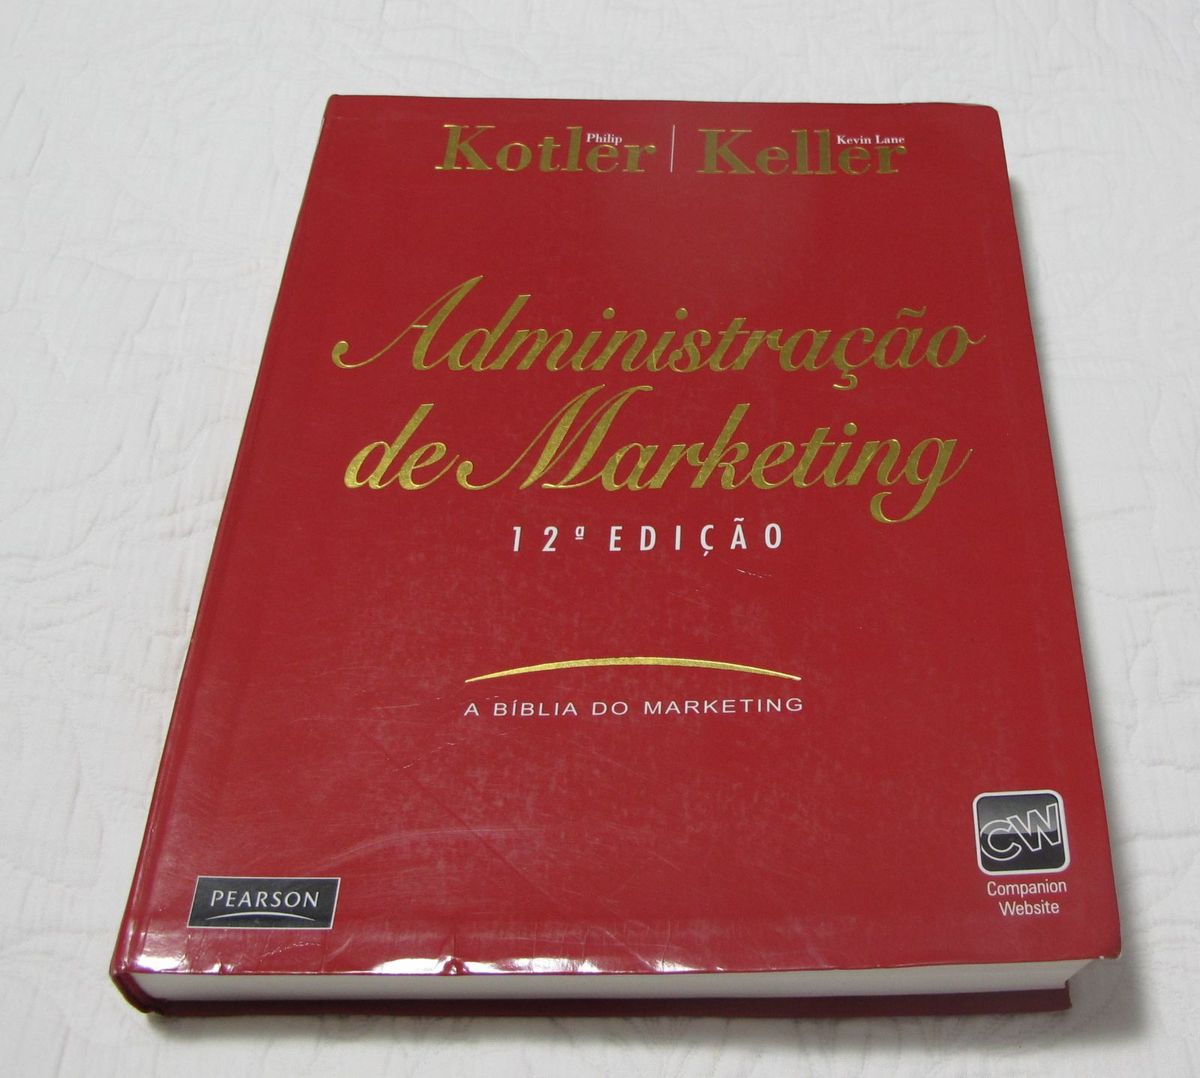 Philip Kevin Lane
Kotler | Keller
Administração
de Marketing
12ª EDIÇÃO
A BÍBLIA DO MARKETING
CW
Companion
Website
PEARSON